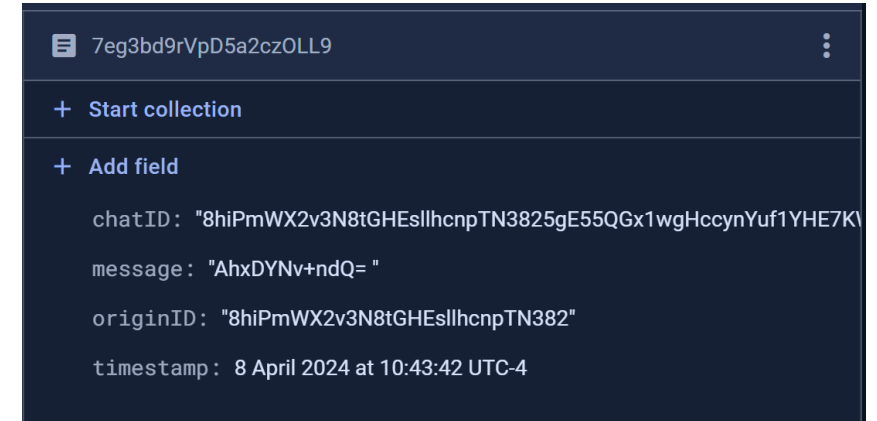 7eg3bd9rVpD5a2czOLL9
+ Start collection
+ Add field
chatID: "8hiPmWX2v3N8tGHEsllhcnpTN3825gE55QGx1wgHccynYuf1YHE7KV
message: "AhxDYNv+ndQ= "
originID: "8hiPmWX2v3N8tGHEsllhcnpTN382"
timestamp: 8 April 2024 at 10:43:42 UTC-4